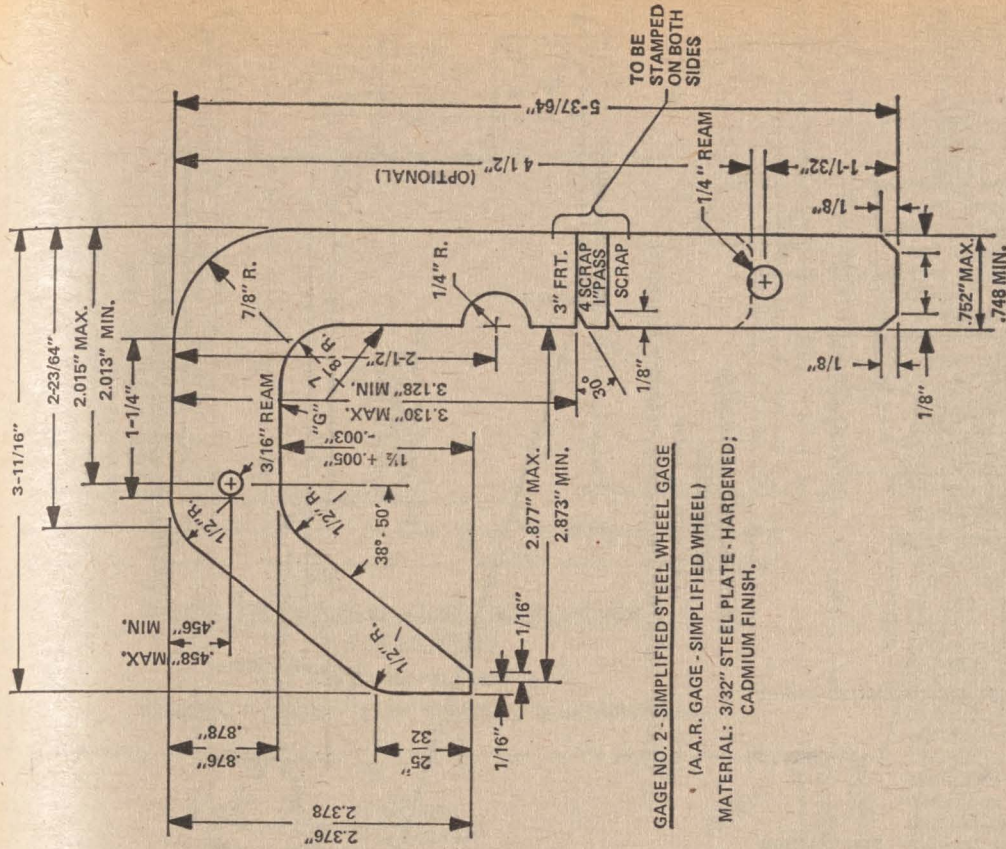 3-11/16"
2-23/64"
2.015" MAX.
2.013" MIN.
1-1/4"
7/8" R.
.458" MAX.
.456" MIN.
1/2" R.
3/16" REAM
"G"
V
1/8" R.
2-1/2"
3.130" MAX.
3.128" MIN.
1½ + .005"
-.003"
1/2" R.
38°-50'
1/2" R.
.878"
.876"
25"
32
2.378
2.376"
1/16"
1/16"
2.877" MAX.
2.873" MIN.
1/4" R.
3" FRT.
4 SCRAP
1" PASS
SCRAP
30°
1/8"
TO BE
STAMPED
ON BOTH
SIDES
5-37/64"
4 1/2"
(OPTIONAL)
1/4" REAM
1-1/32"
1/8"
.752" MAX.
.748 MIN.
1/8"
1/8"
GAGE NO. 2 - SIMPLIFIED STEEL WHEEL GAGE
(A.A.R. GAGE - SIMPLIFIED WHEEL)
MATERIAL: 3/32" STEEL PLATE - HARDENED;
CADMIUM FINISH.